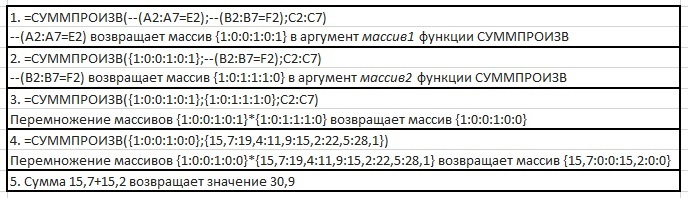 1. =СУММПРОИЗВ(--(A2:A7=E2);--(B2:B7=F2);C2:C7)
--(A2:A7=E2) возвращает массив {1:0:0:1:0:1} в аргумент массив1 функции СУММПРОИЗВ
2. =СУММПРОИЗВ({1:0:0:1:0:1};--(B2:B7=F2);C2:C7)
--(B2:B7=F2) возвращает массив {1:0:1:1:1:0} в аргумент массив2 функции СУММПРОИЗВ
3. =СУММПРОИЗВ({1:0:0:1:0:1};{1:0:1:1:1:0};C2:C7)
Перемножение массивов {1:0:0:1:0:1}*{1:0:1:1:1:0} возвращает массив {1:0:0:1:0:0}
4. =СУММПРОИЗВ({1:0:0:1:0:0};{15,7:19,4:11,9:15,2:22,5:28,1})
Перемножение массивов {1:0:0:1:0:0}*{15,7:19,4:11,9:15,2:22,5:28,1} возвращает массив {15,7:0:0:15,2:0:0}
5. Сумма 15,7+15,2 возвращает значение 30,9